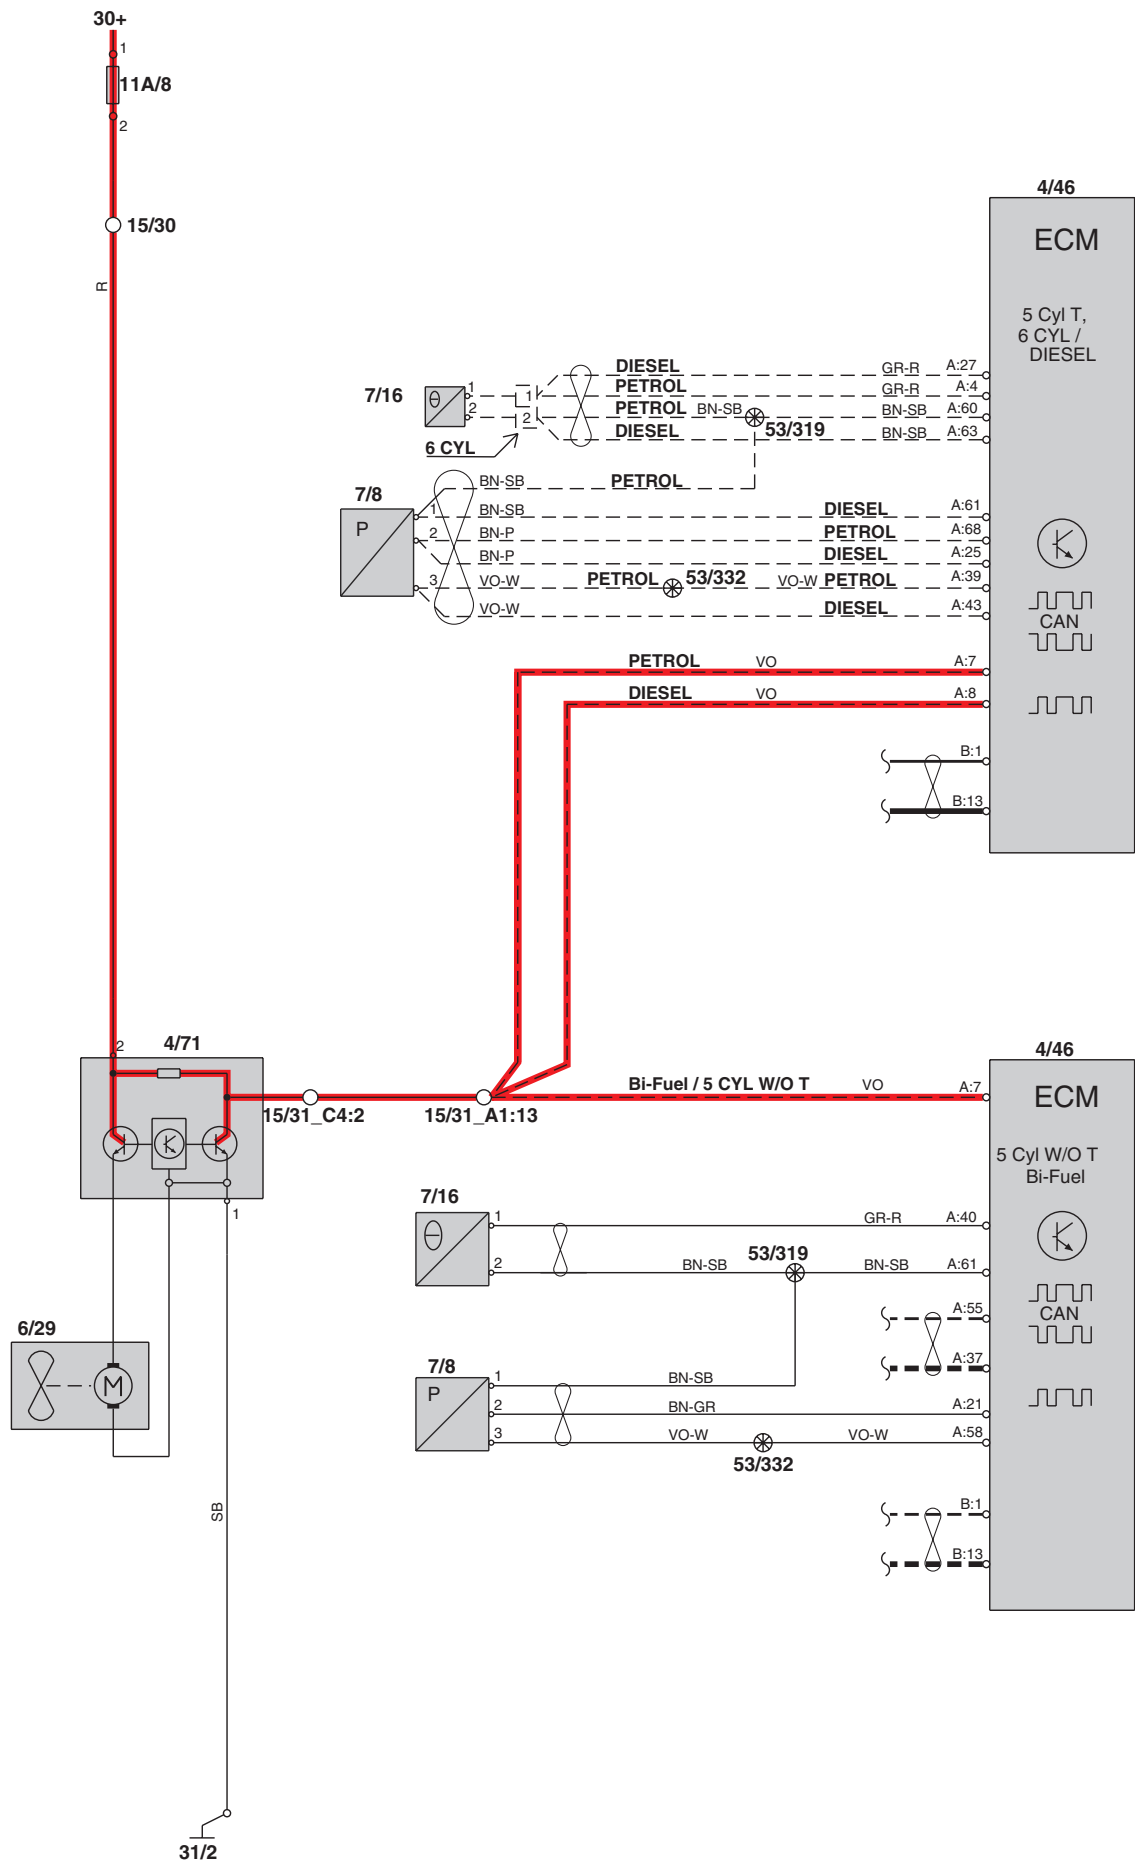 30+
1
11A/8
2
15/30
R
4/46
ECM
5 Cyl T,
6 CYL /
DIESEL
7/16
θ
1
2
1
2
6 CYL
DIESEL GR-R A:27
PETROL GR-R A:4
PETROL BN-SB BN-SB A:60
53/319
DIESEL BN-SB A:63
7/8
P
BN-SB PETROL
1 BN-SB DIESEL A:61
2 BN-P PETROL A:68
BN-P DIESEL A:25
3 VO-W PETROL 53/332 VO-W PETROL A:39
VO-W DIESEL A:43
CAN
PETROL VO A:7
DIESEL VO A:8
B:1
B:13
2
4/71
15/31_C4:2
15/31_A1:13
Bi-Fuel / 5 CYL W/O T VO A:7
4/46
ECM
5 Cyl W/O T
Bi-Fuel
1
7/16
θ
1 GR-R A:40
53/319
2 BN-SB BN-SB A:61
A:55
CAN
A:37
6/29
M
7/8
P
1 BN-SB
2 BN-GR A:21
3 VO-W VO-W A:58
53/332
SB
B:1
B:13
31/2